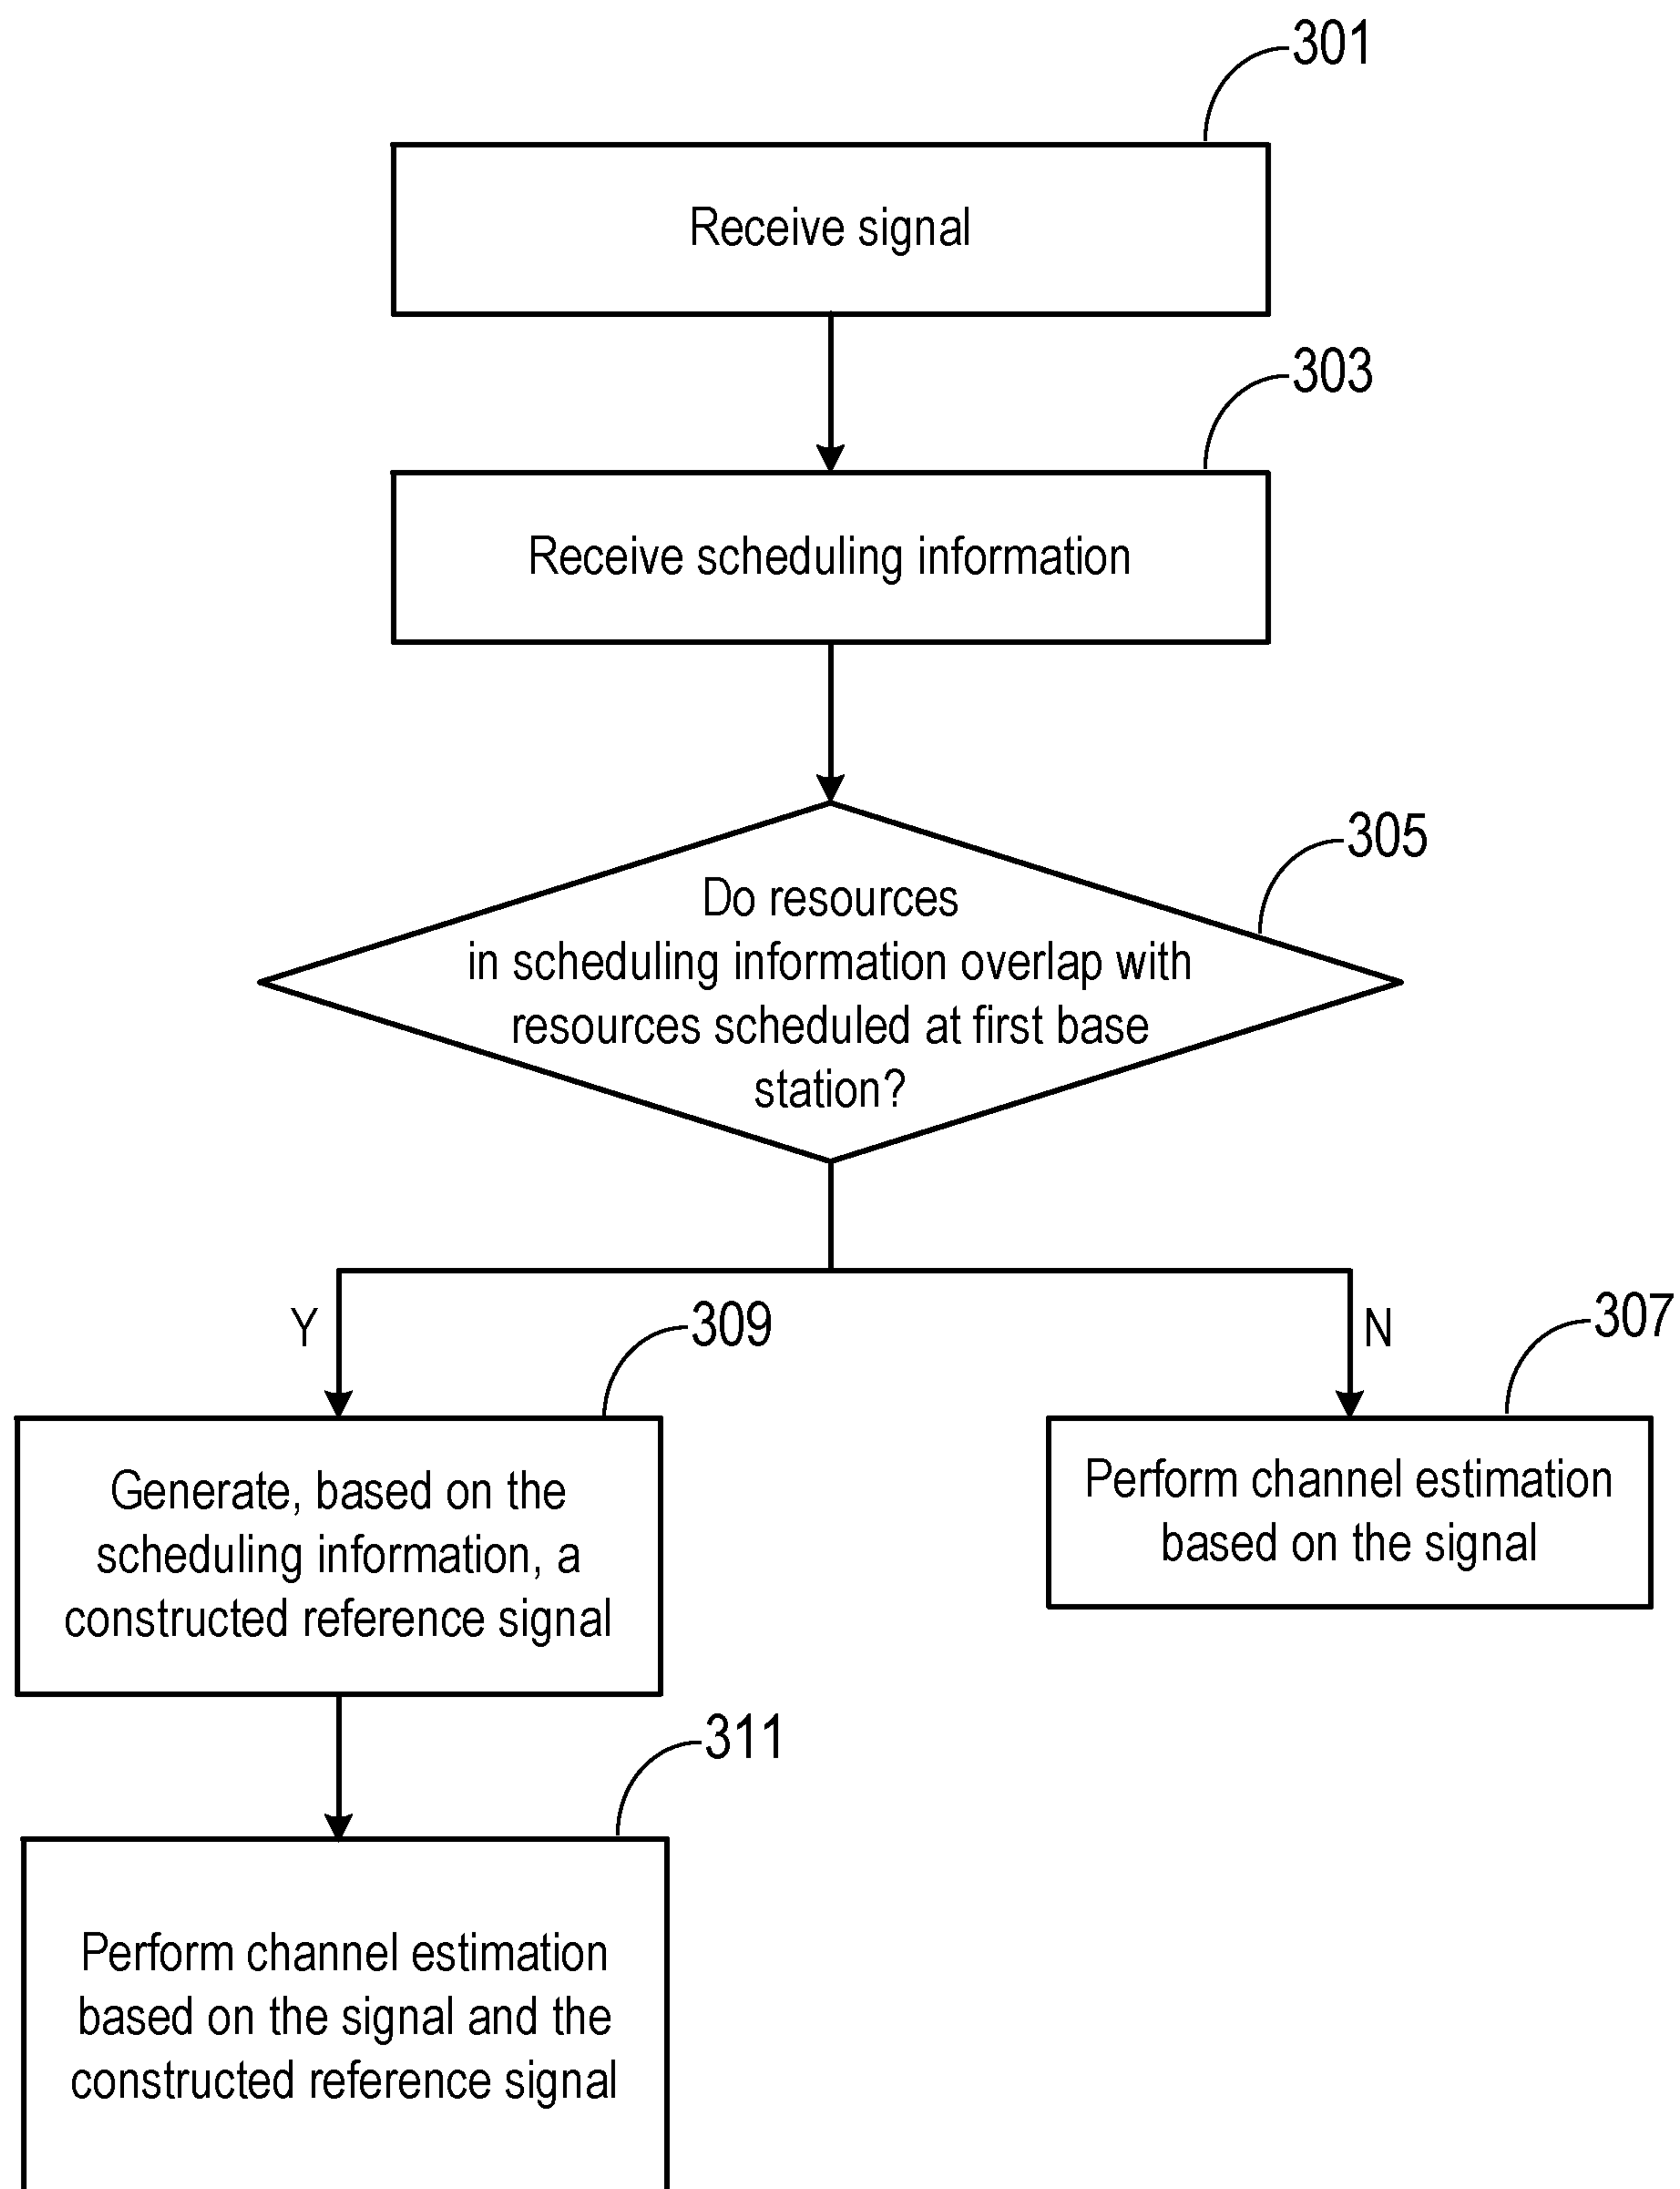 301
Receive signal
303
Receive scheduling information
305
Do resources
in scheduling information overlap with
resources scheduled at first base
station?
Y
309
N
307
Generate, based on the
scheduling information, a
constructed reference signal
Perform channel estimation
based on the signal
311
Perform channel estimation
based on the signal and the
constructed reference signal